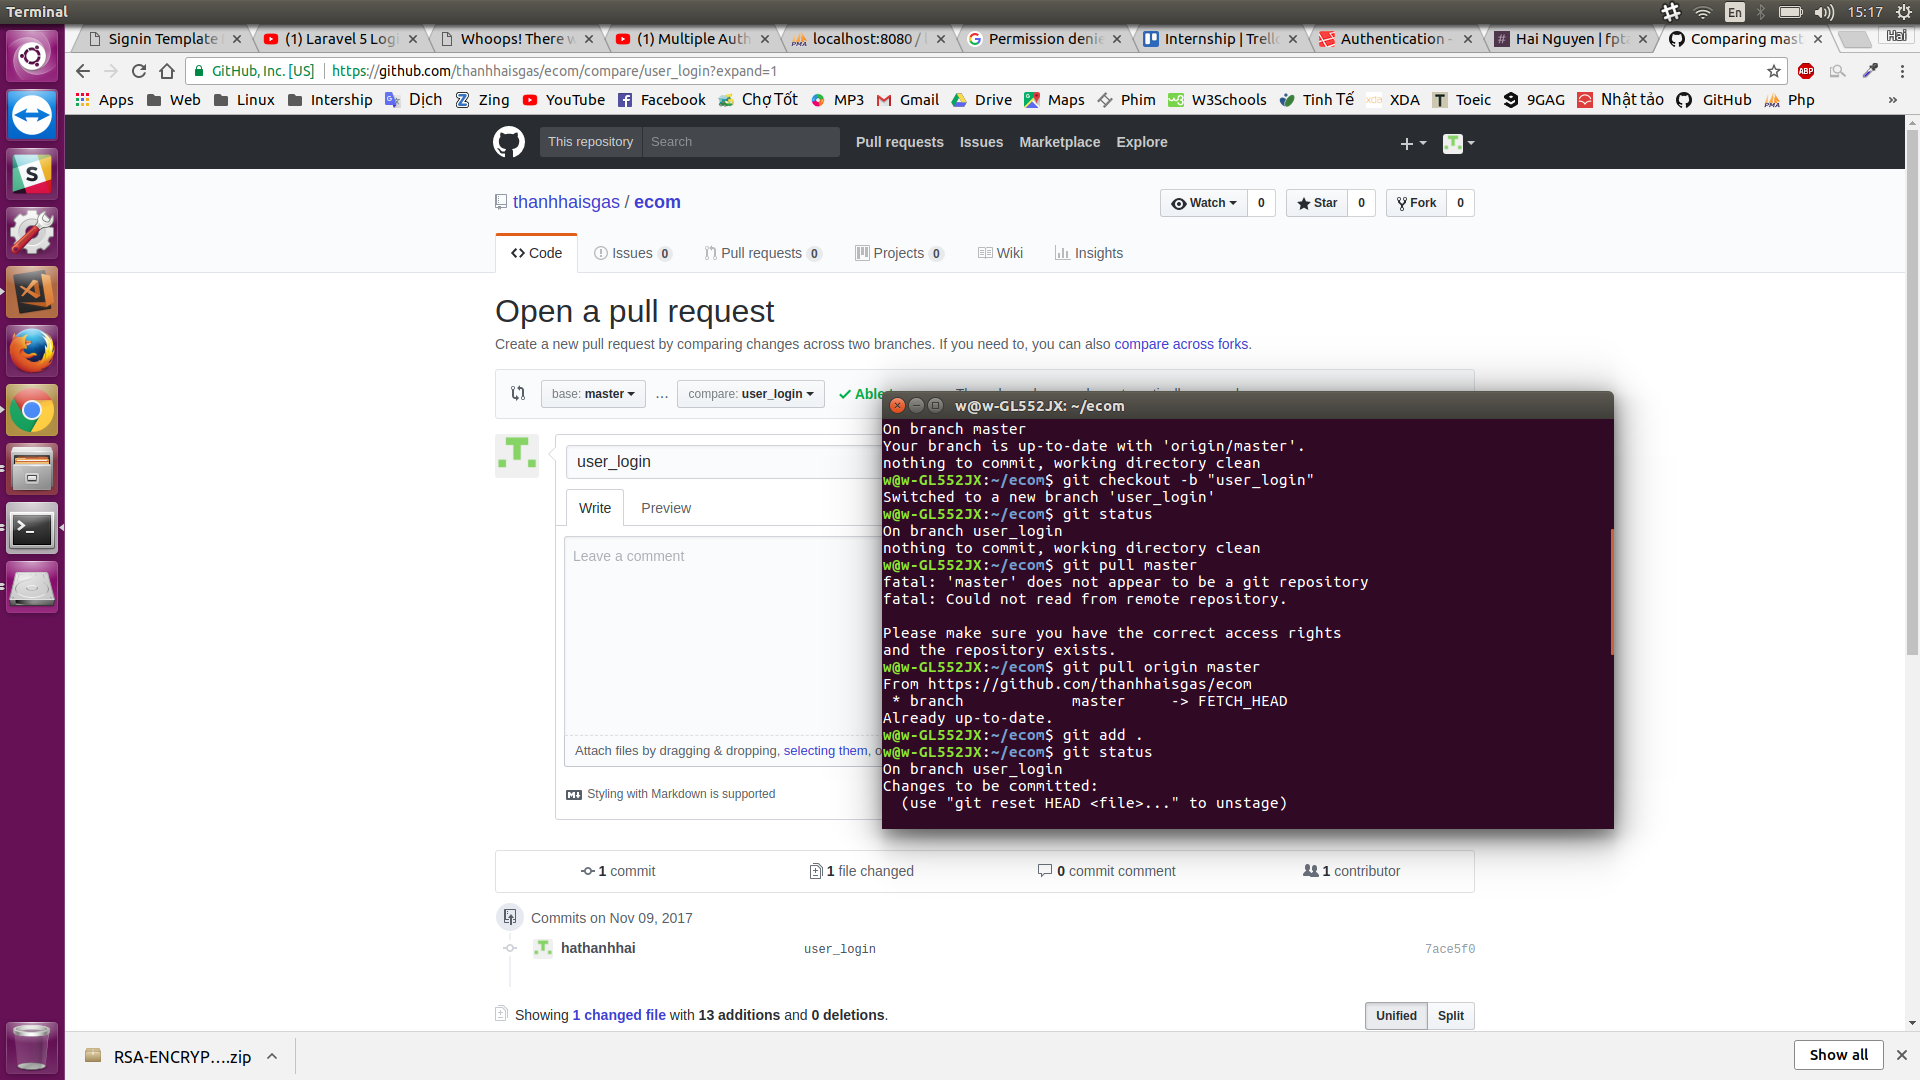 Terminal
En
15:17
Signin Template
(1) Laravel 5 Logi
Whoops! There w
(1) Multiple Auth
localhost:8080 / l
Permission denie
Internship | Trello
Authentication -
Hai Nguyen | fpta
Comparing mast
Hai
GitHub, Inc. [US] | https://github.com/thanhhaisgas/ecom/compare/user_login?expand=1
ABP
Apps Web Linux Intership Dịch Zing YouTube Facebook Chợ Tốt MP3 Gmail Drive Maps Phim W3Schools Tinh Tế XDA Toeic 9GAG Nhật tảo GitHub Php »
This repository Search Pull requests Issues Marketplace Explore
thanhhaisgas / ecom
Watch 0 Star 0 Fork 0
Code Issues 0 Pull requests 0 Projects 0 Wiki Insights
Open a pull request
Create a new pull request by comparing changes across two branches. If you need to, you can also compare across forks.
base: master ... compare: user_login Able
user_login
Write Preview
Leave a comment
Attach files by dragging & dropping, selecting them, o
Styling with Markdown is supported
w@w-GL552JX: ~/ecom
On branch master
Your branch is up-to-date with 'origin/master'.
nothing to commit, working directory clean
w@w-GL552JX:~/ecom$ git checkout -b "user_login"
Switched to a new branch 'user_login'
w@w-GL552JX:~/ecom$ git status
On branch user_login
nothing to commit, working directory clean
w@w-GL552JX:~/ecom$ git pull master
fatal: 'master' does not appear to be a git repository
fatal: Could not read from remote repository.
Please make sure you have the correct access rights
and the repository exists.
w@w-GL552JX:~/ecom$ git pull origin master
From https://github.com/thanhhaisgas/ecom
* branch master -> FETCH_HEAD
Already up-to-date.
w@w-GL552JX:~/ecom$ git add .
w@w-GL552JX:~/ecom$ git status
On branch user_login
Changes to be committed:
(use "git reset HEAD <file>..." to unstage)
1 commit 1 file changed 0 commit comment 1 contributor
Commits on Nov 09, 2017
hathanhhai user_login 7ace5f0
Showing 1 changed file with 13 additions and 0 deletions.
Unified Split
RSA-ENCRYP....zip
Show all